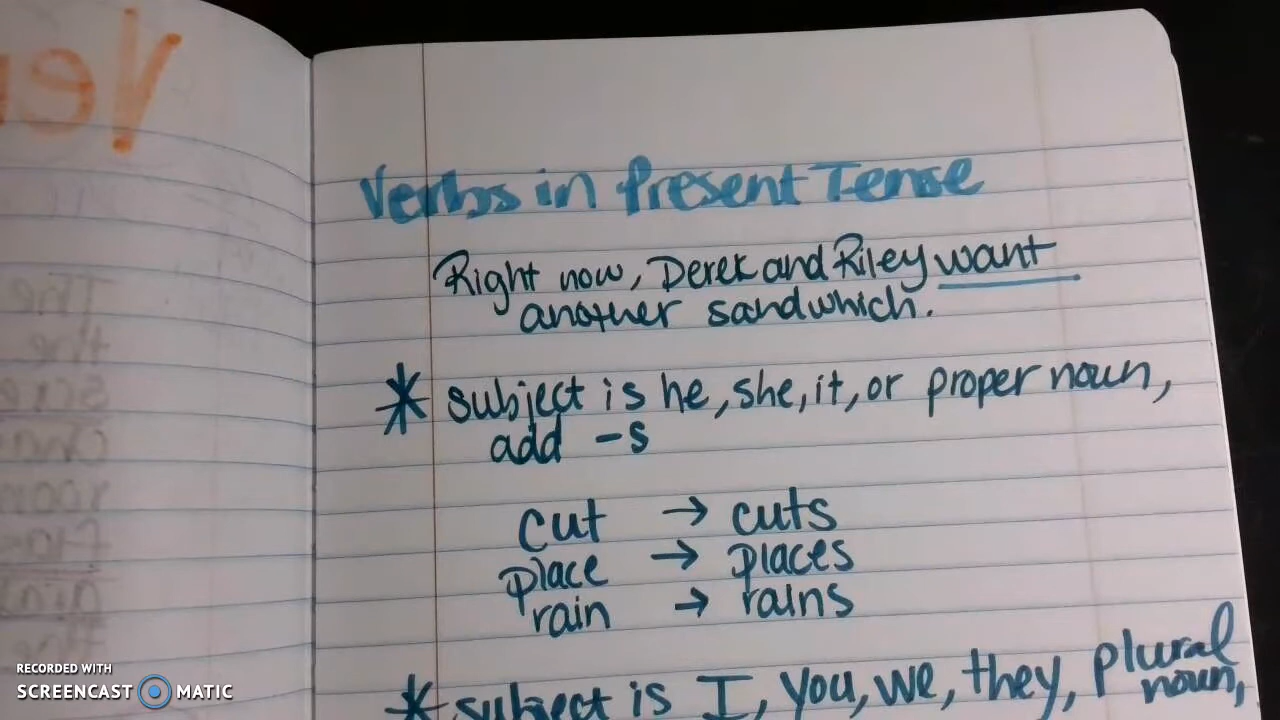 Ver
Verbs in Present Tense
Right now, Derek and Riley want
another sandwhich.
* subject is he, she, it, or proper noun,
add -s
cut → cuts
place → places
rain → rains
* subject is I, you, we, they, plural
noun,
RECORDED WITH
SCREENCAST MATIC